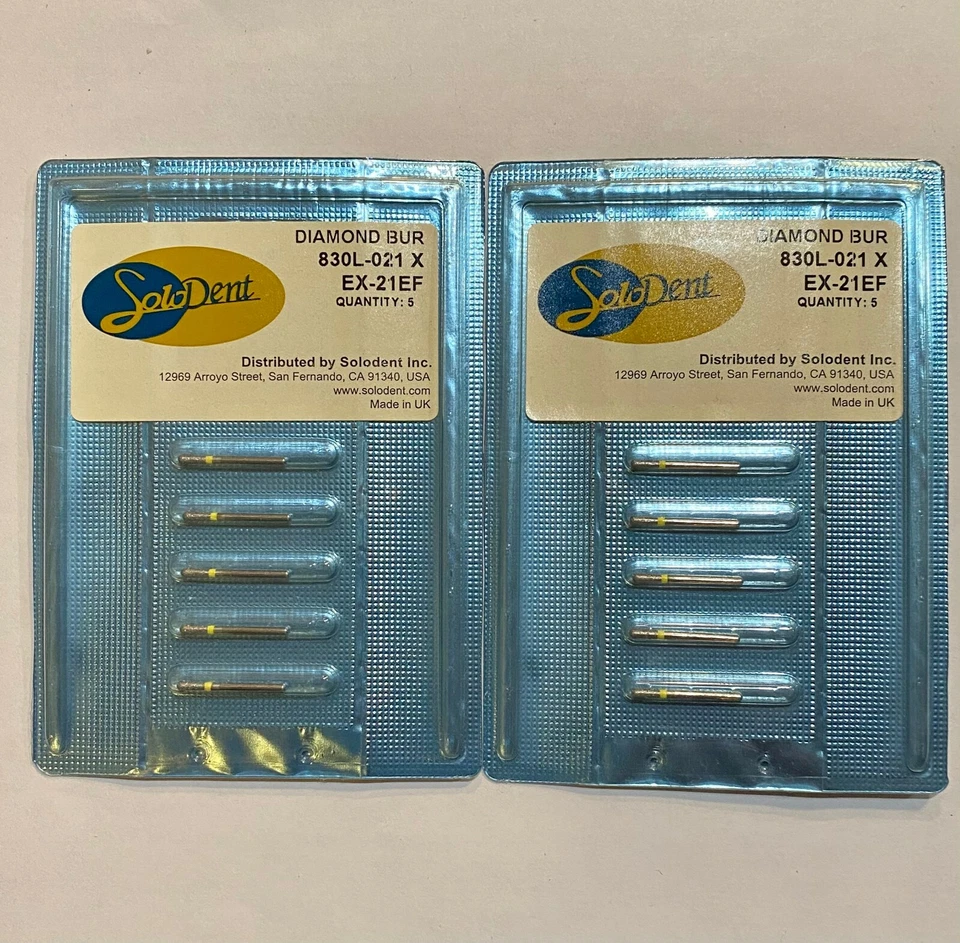 DIAMOND BUR
830L-021 X
EX-21EF
QUANTITY: 5
SoloDent
Distributed by Solodent Inc.
12969 Arroyo Street, San Fernando, CA 91340, USA
www.solodent.com
Made in UK
DIAMOND BUR
830L-021 X
EX-21EF
QUANTITY: 5
SoloDent
Distributed by Solodent Inc.
12969 Arroyo Street, San Fernando, CA 91340, USA
www.solodent.com
Made in UK